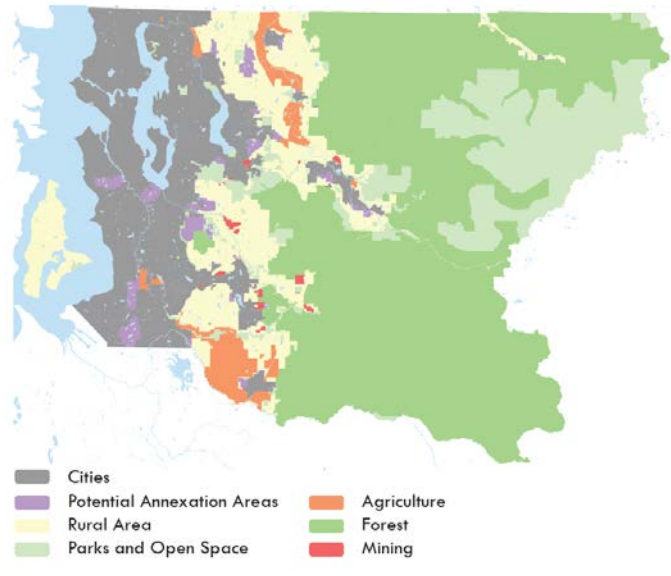 Cities
Potential Annexation Areas
Rural Area
Parks and Open Space
Agriculture
Forest
Mining